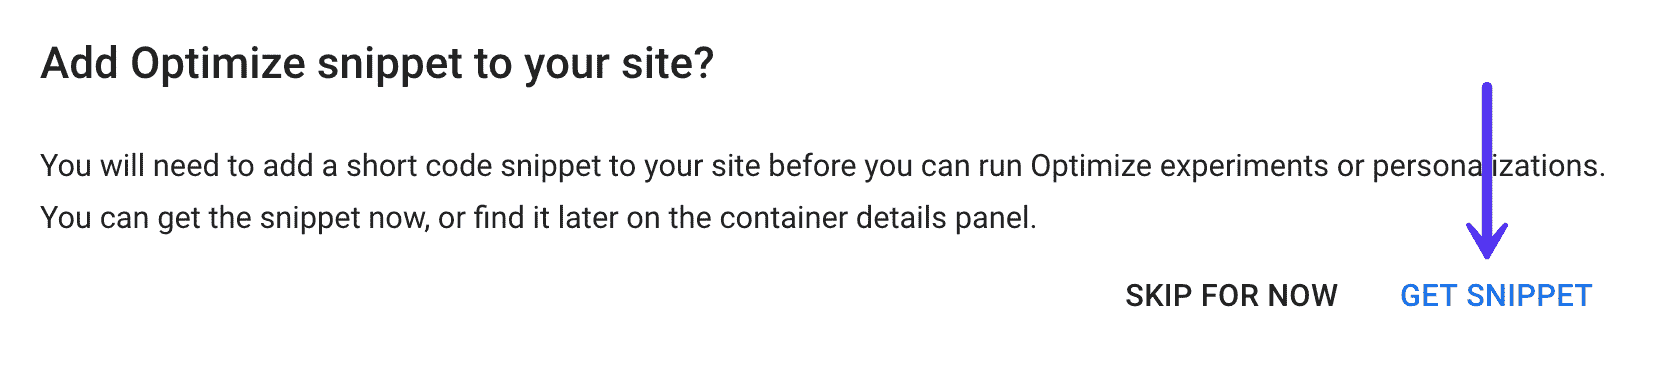 Add Optimize snippet to your site?
You will need to add a short code snippet to your site before you can run Optimize experiments or personalizations.
You can get the snippet now, or find it later on the container details panel.
SKIP FOR NOW GET SNIPPET